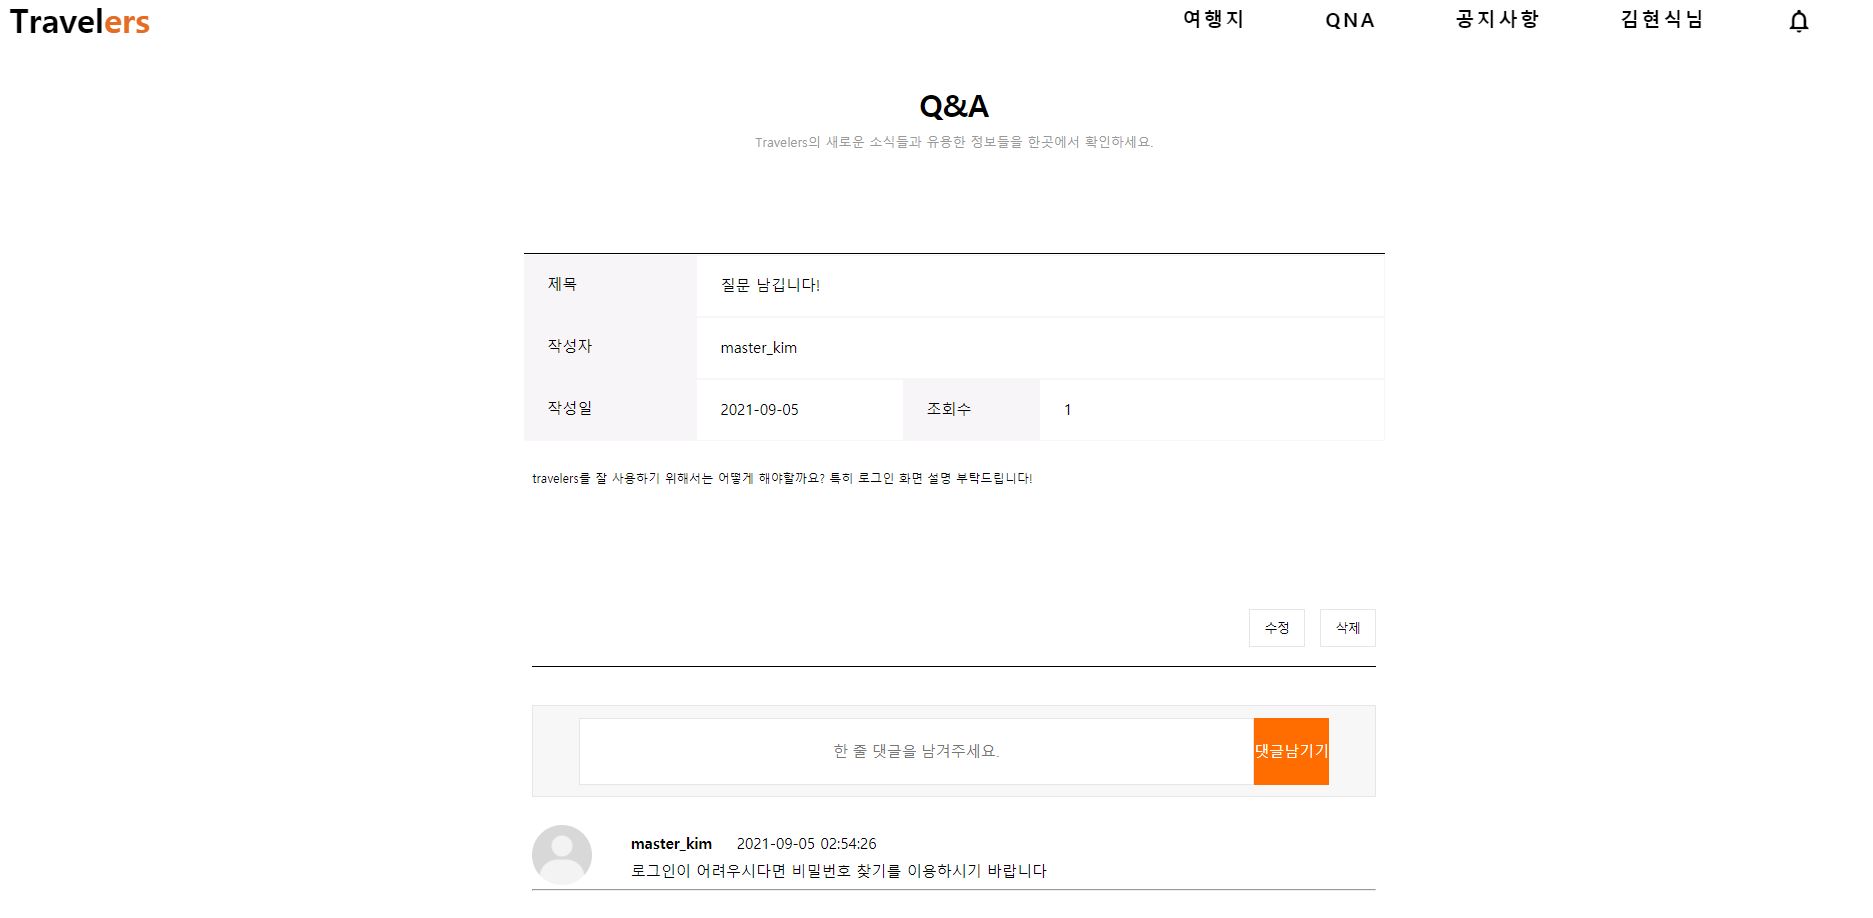 Travelers
여행지 QNA 공지사항 김현식님
Q&A
Travelers의 새로운 소식들과 유용한 정보들을 한곳에서 확인하세요.
제목 질문 남깁니다!
작성자 master_kim
작성일 2021-09-05 조회수 1
travelers를 잘 사용하기 위해서는 어떻게 해야할까요? 특히 로그인 화면 설명 부탁드립니다!
수정 삭제
한 줄 댓글을 남겨주세요. 댓글남기기
master_kim 2021-09-05 02:54:26
로그인이 어려우시다면 비밀번호 찾기를 이용하시기 바랍니다